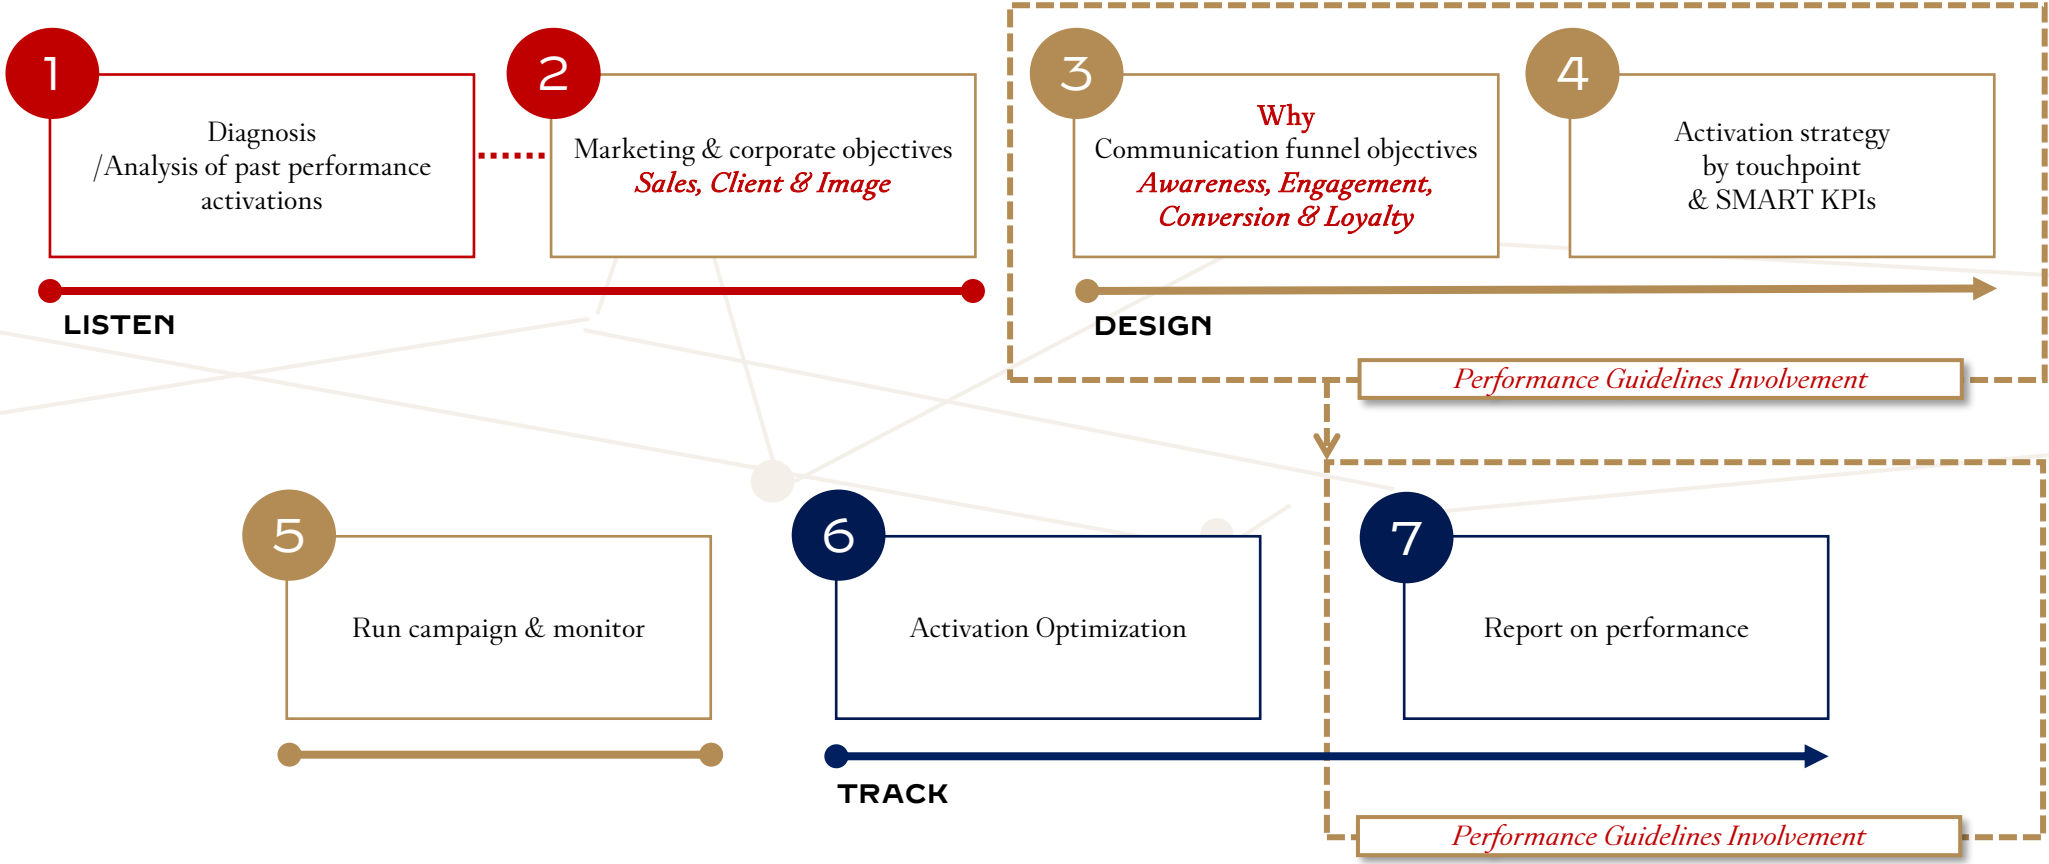 1
Diagnosis
/Analysis of past performance
activations
2
Marketing & corporate objectives
Sales, Client & Image
LISTEN
3
Why
Communication funnel objectives
Awareness, Engagement,
Conversion & Loyalty
4
Activation strategy
by touchpoint
& SMART KPIs
DESIGN
Performance Guidelines Involvement
5
Run campaign & monitor
6
Activation Optimization
7
Report on performance
TRACK
Performance Guidelines Involvement